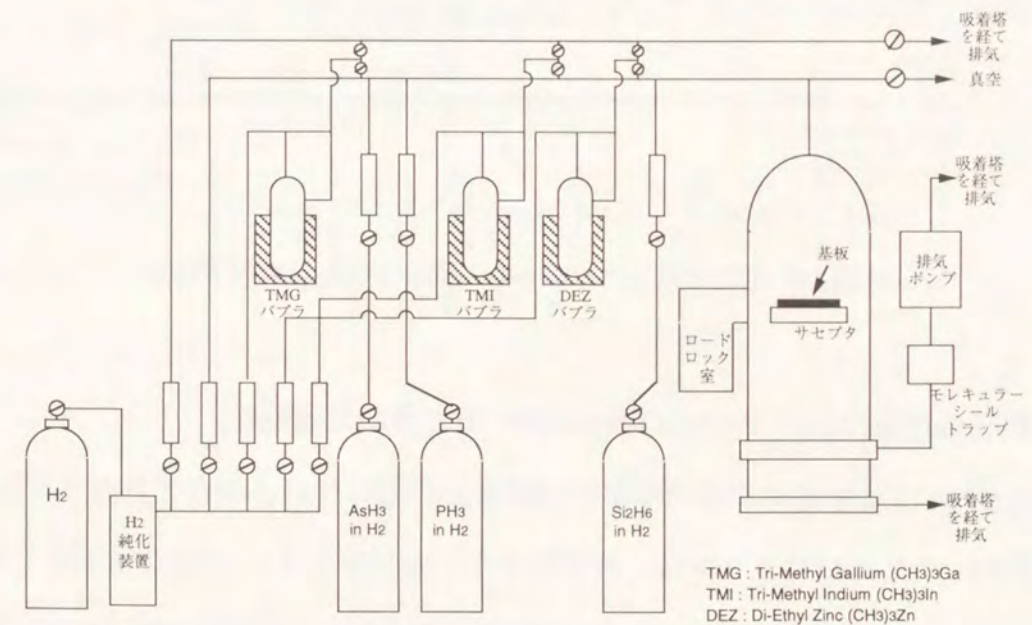 吸着塔
を経て
排気
真空
吸着塔
を経て
排気
排気
ポンプ
基板
サセプタ
TMG
バブラ
TMI
バブラ
DEZ
バブラ
ロード
ロック
室
モレキュラー
シール
トラップ
H2
H2
純化
装置
AsH3
in H2
PH3
in H2
Si2H6
in H2
吸着塔
を経て
排気
TMG : Tri-Methyl Gallium (CH3)3Ga
TMI : Tri-Methyl Indium (CH3)3In
DEZ : Di-Ethyl Zinc (CH3)3Zn